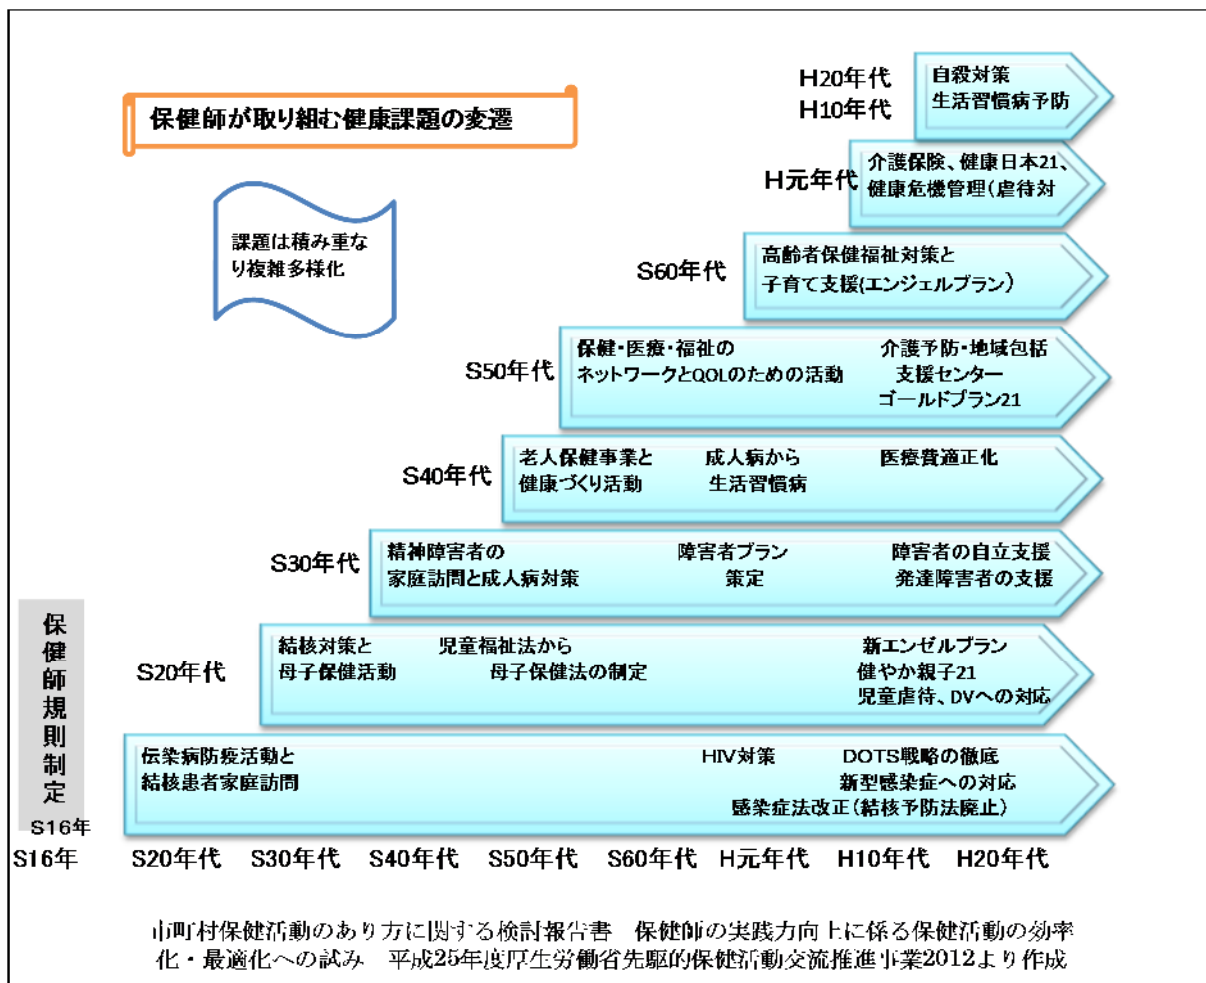 保健師が取り組む健康課題の変遷
課題は積み重な
り複雑多様化
H20年代
H10年代
自殺対策
生活習慣病予防
H元年代
介護保険、健康日本21、
健康危機管理(虐待対
S60年代
高齢者保健福祉対策と
子育て支援(エンジェルプラン)
S50年代
保健・医療・福祉の
ネットワークとQOLのための活動
介護予防・地域包括
支援センター
ゴールドプラン21
S40年代
老人保健事業と
健康づくり活動
成人病から
生活習慣病
医療費適正化
S30年代
精神障害者の
家庭訪問と成人病対策
障害者プラン
策定
障害者の自立支援
発達障害者の支援
S20年代
結核対策と
母子保健活動
児童福祉法から
母子保健法の制定
新エンゼルプラン
健やか親子21
児童虐待、DVへの対応
保健師規則制定
S16年
伝染病防疫活動と
結核患者家庭訪問
HIV対策
DOTS戦略の徹底
新型感染症への対応
感染症法改正(結核予防法廃止)
S16年 S20年代 S30年代 S40年代 S50年代 S60年代 H元年代 H10年代 H20年代
市町村保健活動のあり方に関する検討報告書 保健師の実践力向上に係る保健活動の効率
化・最適化への試み 平成25年度厚生労働省先駆的保健活動交流推進事業2012より作成